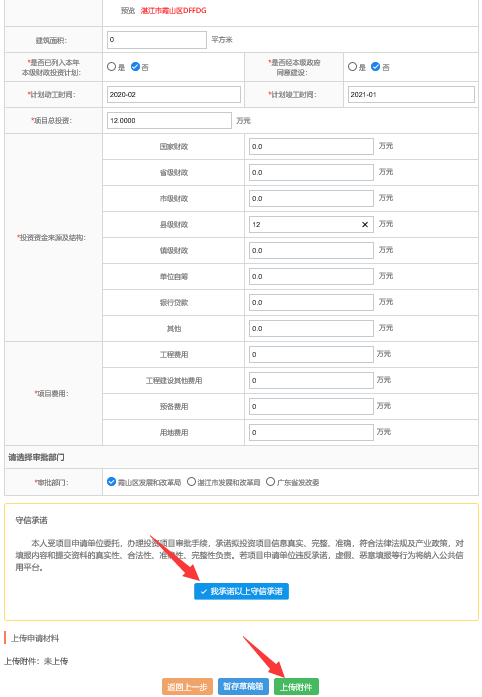 预览 湛江市霞山区DFFDG
建筑面积： 0 平方米
*是否已列入本年 是 否 *是否经本级政府 是 否
本级财政投资计划： 同意建设：
*计划动工时间： 2020-02 *计划竣工时间： 2021-01
*项目总投资： 12.0000 万元
*投资资金来源及结构：
国家财政 0.0 万元
省级财政 0.0 万元
市级财政 0.0 万元
县级财政 12 万元
镇级财政 0.0 万元
单位自筹 0.0 万元
银行贷款 0.0 万元
其他 0.0 万元
*项目费用：
工程费用 0 万元
工程建设其他费用 0 万元
预备费用 0 万元
用地费用 0 万元
请选择审批部门
*审批部门： 霞山区发展和改革局 湛江市发展和改革局 广东省发改委
守信承诺
本人受项目申请单位委托，办理投资项目审批手续，承诺拟投资项目信息真实、完整、准确，符合法律法规及产业政策，对
填报内容和提交资料的真实性、合法性、准确性、完整性负责。若项目申请单位违反承诺，虚假、恶意填报等行为将纳入公共信
用平台。
我承诺以上守信承诺
上传申请材料
上传附件：未上传
返回上一步 暂存草稿箱 上传附件